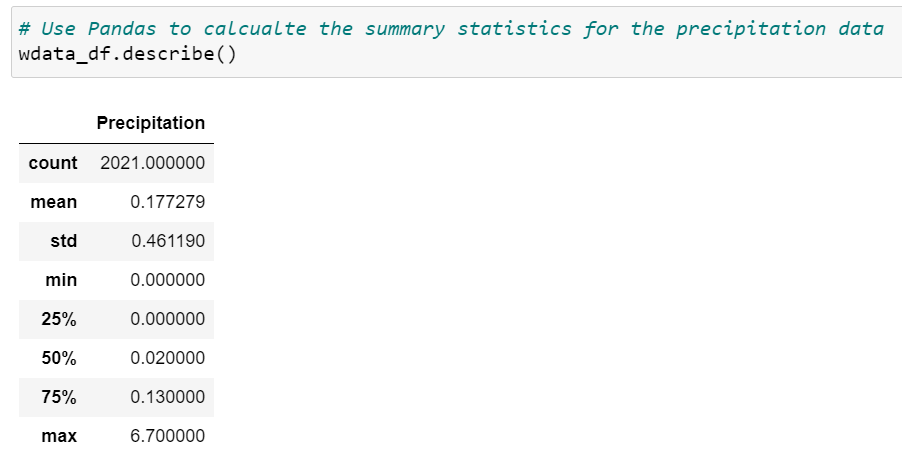 # Use Pandas to calcualte the summary statistics for the precipitation data
wdata_df.describe()
Precipitation
count 2021.000000
mean 0.177279
std 0.461190
min 0.000000
25% 0.000000
50% 0.020000
75% 0.130000
max 6.700000